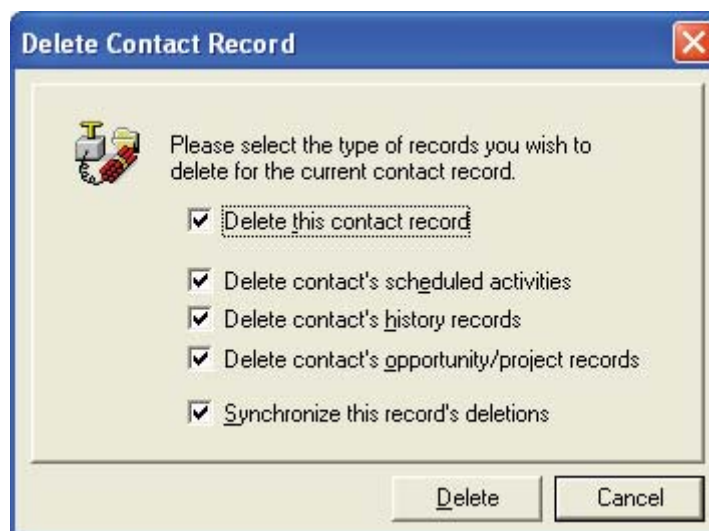 Delete Contact Record
Please select the type of records you wish to
delete for the current contact record.
Delete this contact record
Delete contact's scheduled activities
Delete contact's history records
Delete contact's opportunity/project records
Synchronize this record's deletions
Delete
Cancel